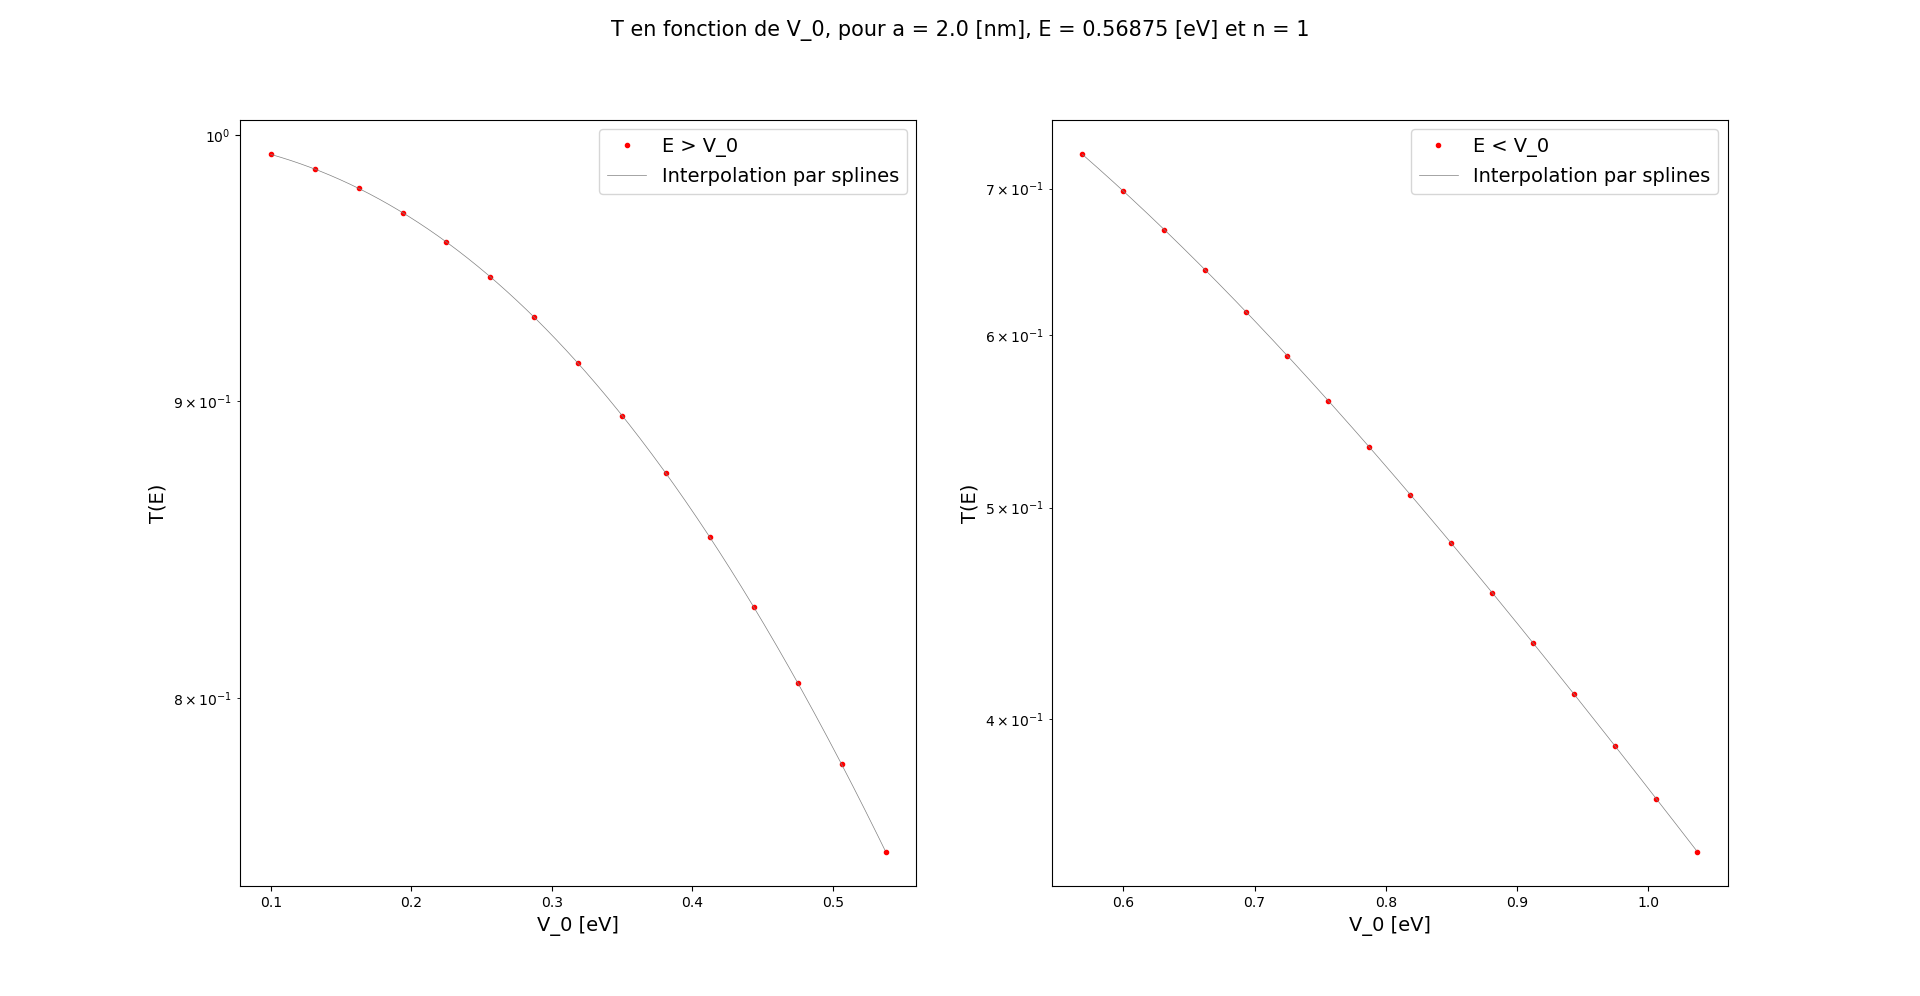 T en fonction de V_0, pour a = 2.0 [nm], E = 0.56875 [eV] et n = 1
10⁰
9 × 10⁻¹
8 × 10⁻¹
T(E)
E > V_0
Interpolation par splines
0.1 0.2 0.3 0.4 0.5
V_0 [eV]
7 × 10⁻¹
6 × 10⁻¹
5 × 10⁻¹
4 × 10⁻¹
T(E)
E < V_0
Interpolation par splines
0.6 0.7 0.8 0.9 1.0
V_0 [eV]